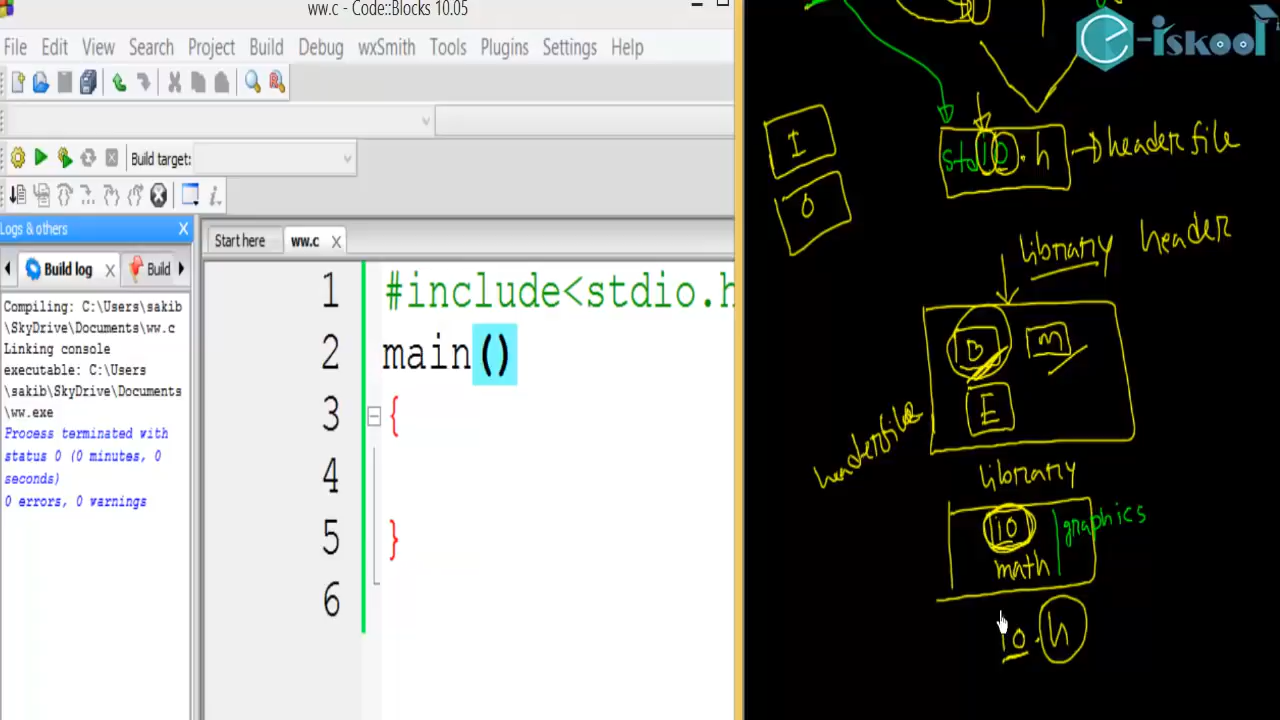 ww.c - Code::Blocks 10.05
File Edit View Search Project Build Debug wxSmith Tools Plugins Settings Help
Build target:
Logs & others X
Build log X Build
Start here ww.c X
Compiling: C:\Users\sakib
\SkyDrive\Documents\ww.c
Linking console
executable: C:\Users
\sakib\SkyDrive\Documents
\ww.exe
Process terminated with
status 0 (0 minutes, 0
seconds)
0 errors, 0 warnings
1 #include<stdio.h
2 main()
3 {
4
5 }
6
e-iskool
I
O
stdio.h → header file
library header
B m
E
headerfiles
library
io
graphics
math
io.h